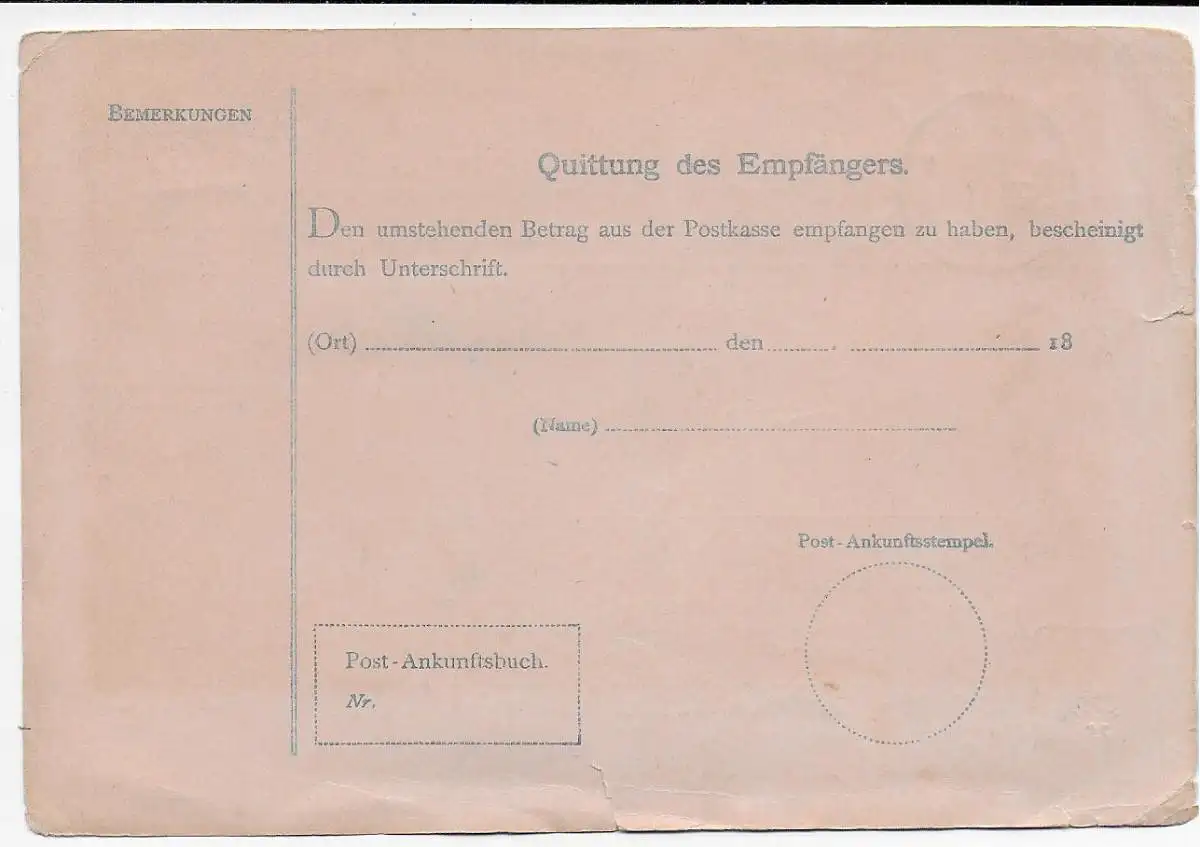 BEMERKUNGEN
Quittung des Empfängers.
Den umstehenden Betrag aus der Postkasse empfangen zu haben, bescheinigt
durch Unterschrift.
(Ort) den . 18
(Name)
Post-Ankunftsstempel.
Post-Ankunftsbuch.
Nr.